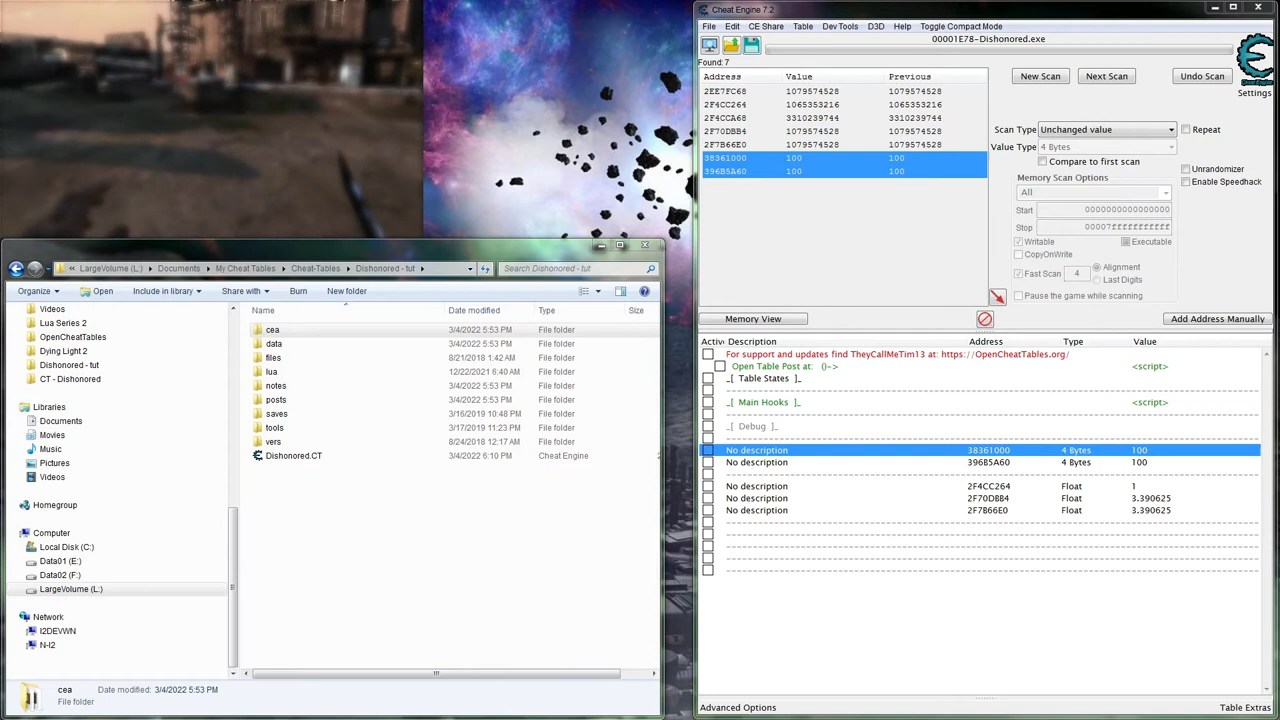 Cheat Engine 7.2
File Edit CE Share Table Dev Tools D3D Help Toggle Compact Mode
00001E78-Dishonored.exe
Found: 7
Address Value Previous
2EE7FC68 1079574528 1079574528
2F4CC264 1065353216 1065353216
2F4CCA68 3310239744 3310239744
2F70DBB4 1079574528 1079574528
2F7B66E0 1079574528 1079574528
38361000 100 100
396B5A60 100 100
New Scan Next Scan Undo Scan
Settings
Scan Type Unchanged value Repeat
Value Type 4 Bytes
Compare to first scan
Unrandomizer
Enable Speedhack
Memory Scan Options
All
Start 0000000000000000
Stop 00007fffffffffff
Writable Executable
CopyOnWrite
Fast Scan 4 Alignment
Last Digits
Pause the game while scanning
Memory View Add Address Manually
Active Description Address Type Value
For support and updates find TheyCallMeTim13 at: https://OpenCheatTables.org/
Open Table Post at: ()-> <script>
_[ Table States ]_
_[ Main Hooks ]_ <script>
_[ Debug ]_
No description 38361000 4 Bytes 100
No description 396B5A60 4 Bytes 100
No description 2F4CC264 Float 1
No description 2F70DBB4 Float 3.390625
No description 2F7B66E0 Float 3.390625
Advanced Options Table Extras
« LargeVolume (L:) Documents My Cheat Tables Cheat-Tables Dishonored - tut Search Dishonored - tut
Organize Open Include in library Share with Burn New folder
Videos
Lua Series 2
OpenCheatTables
Dying Light 2
Dishonored - tut
CT - Dishonored
Libraries
Documents
Movies
Music
Pictures
Videos
Homegroup
Computer
Local Disk (C:)
Data01 (E:)
Data02 (F:)
LargeVolume (L:)
Network
I2DEVWN
N-I2
Name Date modified Type Size
cea 3/4/2022 5:53 PM File folder
data 3/4/2022 5:53 PM File folder
files 8/21/2018 1:42 AM File folder
lua 12/22/2021 6:40 AM File folder
notes 3/4/2022 5:53 PM File folder
posts 3/4/2022 5:53 PM File folder
saves 3/16/2019 10:48 PM File folder
tools 3/17/2019 11:23 PM File folder
vers 8/24/2018 12:17 AM File folder
Dishonored.CT 3/4/2022 6:10 PM Cheat Engine
cea Date modified: 3/4/2022 5:53 PM
File folder